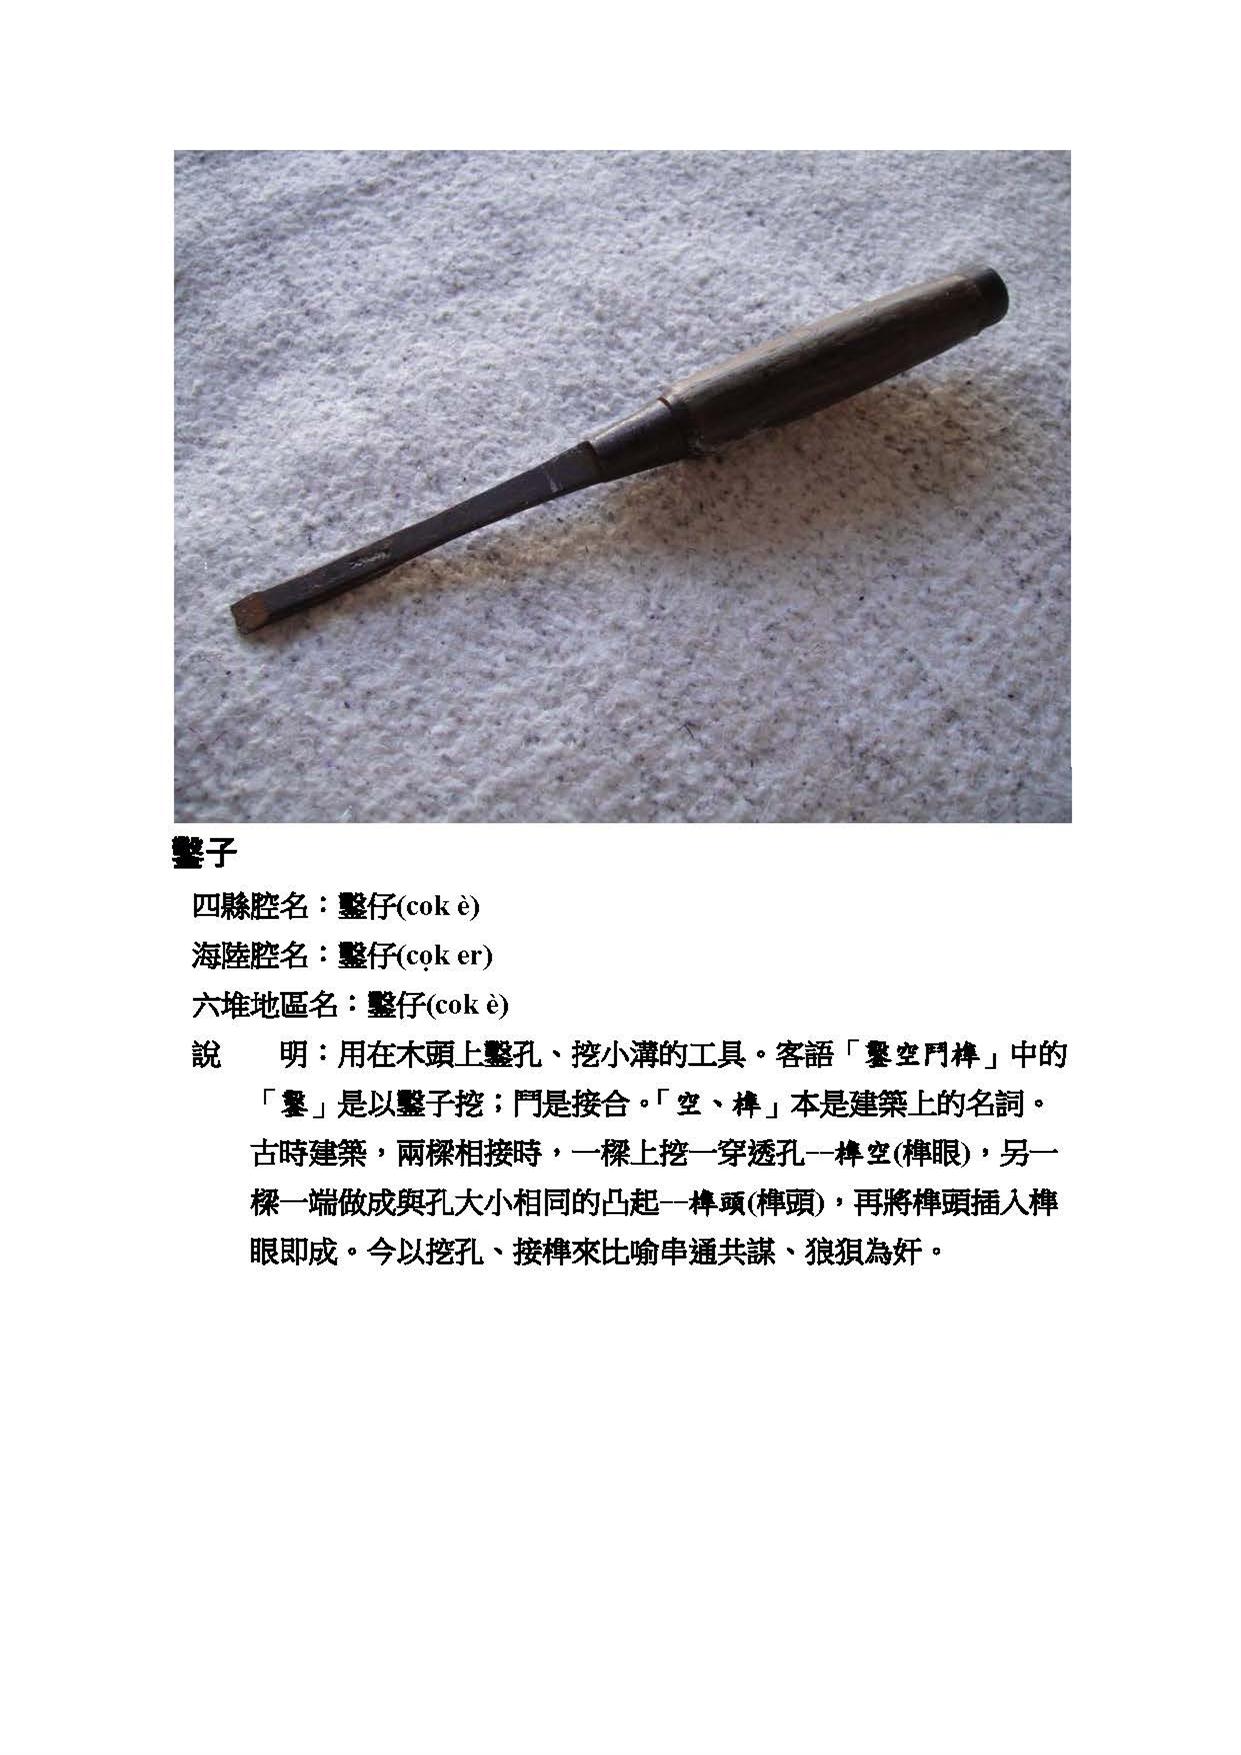 鑿子
四縣腔名：鑿仔(cok è)
海陸腔名：鑿仔(cọk er)
六堆地區名：鑿仔(cok è)
說　　明：用在木頭上鑿孔、挖小溝的工具。客語「鑿空鬥榫」中的
「鑿」是以鑿子挖；鬥是接合。「空、榫」本是建築上的名詞。
古時建築，兩樑相接時，一樑上挖一穿透孔--榫空(榫眼)，另一
樑一端做成與孔大小相同的凸起--榫頭(榫頭)，再將榫頭插入榫
眼即成。今以挖孔、接榫來比喻串通共謀、狼狽為奸。